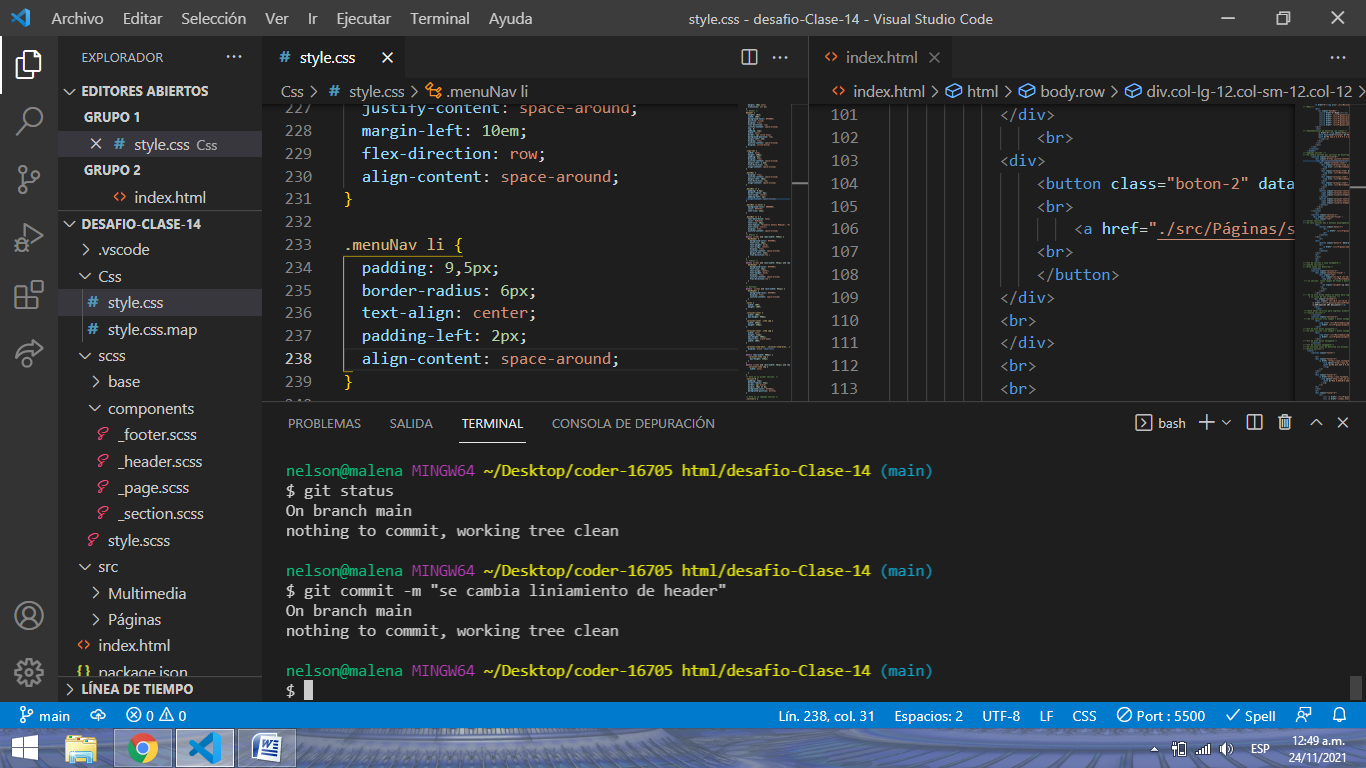 Archivo Editar Selección Ver Ir Ejecutar Terminal Ayuda
style.css - desafio-Clase-14 - Visual Studio Code
EXPLORADOR
EDITORES ABIERTOS
GRUPO 1
style.css Css
GRUPO 2
index.html
DESAFIO-CLASE-14
.vscode
Css
style.css
style.css.map
scss
base
components
_footer.scss
_header.scss
_page.scss
_section.scss
style.scss
src
Multimedia
Páginas
index.html
package.json
LÍNEA DE TIEMPO
style.css
Css > style.css > .menuNav li
227 justify-content: space-around;
228 margin-left: 10em;
229 flex-direction: row;
230 align-content: space-around;
231 }
232
233 .menuNav li {
234 padding: 9,5px;
235 border-radius: 6px;
236 text-align: center;
237 padding-left: 2px;
238 align-content: space-around;
239 }
index.html
index.html > html > body.row > div.col-lg-12.col-sm-12.col-12 >
101 </div>
102 <br>
103 <div>
104 <button class="boton-2" data
105 <br>
106 <a href="./src/Páginas/s
107 <br>
108 </button>
109 </div>
110 <br>
111 </div>
112 <br>
113 <br>
PROBLEMAS SALIDA TERMINAL CONSOLA DE DEPURACIÓN
bash
nelson@malena MINGW64 ~/Desktop/coder-16705 html/desafio-Clase-14 (main)
$ git status
On branch main
nothing to commit, working tree clean
nelson@malena MINGW64 ~/Desktop/coder-16705 html/desafio-Clase-14 (main)
$ git commit -m "se cambia liniamiento de header"
On branch main
nothing to commit, working tree clean
nelson@malena MINGW64 ~/Desktop/coder-16705 html/desafio-Clase-14 (main)
$
main 0 0
Lín. 238, col. 31 Espacios: 2 UTF-8 LF CSS Port : 5500 Spell
ESP
12:49 a.m.
24/11/2021